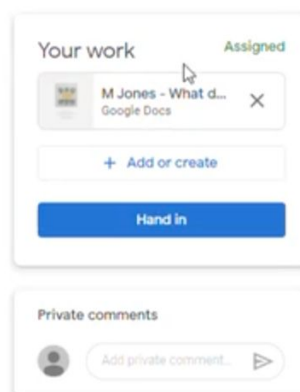 Your work
Assigned
M Jones - What d...
Google Docs
+ Add or create
Hand in
Private comments
Add private comment...